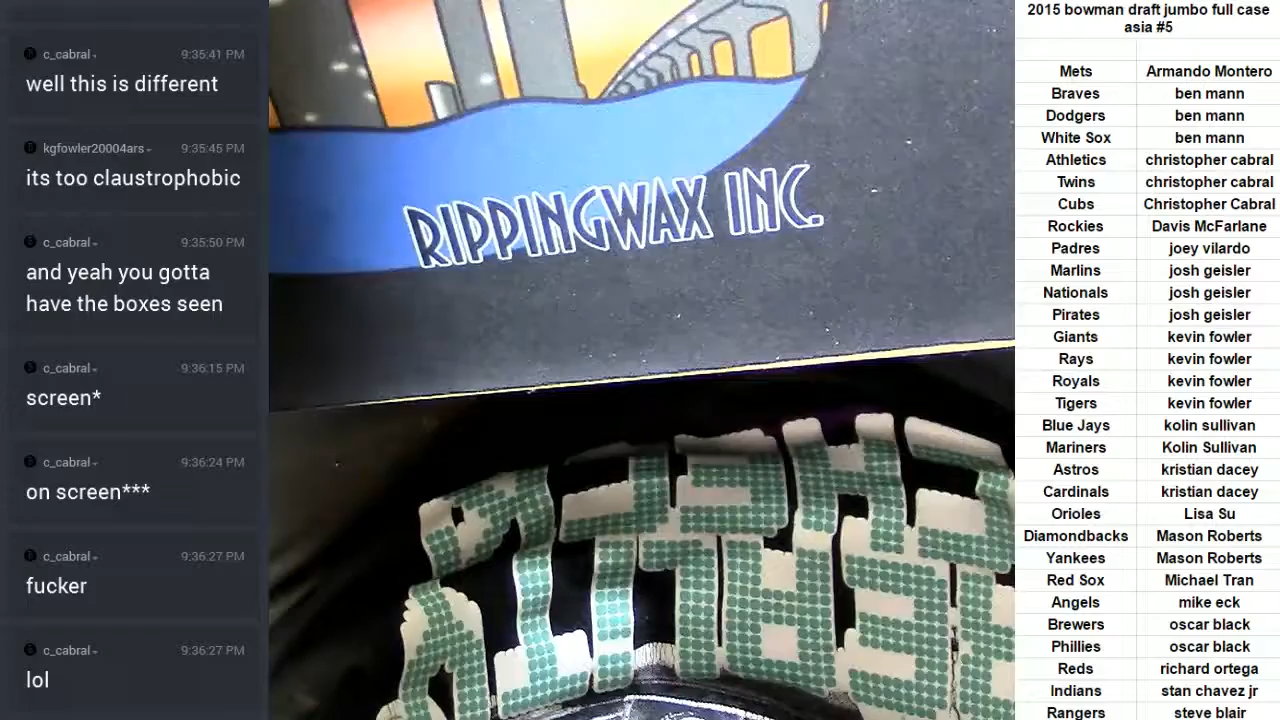 c_cabral
9:35:41 PM
well this is different
kgfowler20004ars
9:35:45 PM
its too claustrophobic
c_cabral
9:35:50 PM
and yeah you gotta
have the boxes seen
c_cabral
9:36:15 PM
screen*
c_cabral
9:36:24 PM
on screen***
c_cabral
9:36:27 PM
fucker
c_cabral
9:36:27 PM
lol
RIPPINGWAX INC.
2015 bowman draft jumbo full case
asia #5
Mets Armando Montero
Braves ben mann
Dodgers ben mann
White Sox ben mann
Athletics christopher cabral
Twins christopher cabral
Cubs Christopher Cabral
Rockies Davis McFarlane
Padres joey vilardo
Marlins josh geisler
Nationals josh geisler
Pirates josh geisler
Giants kevin fowler
Rays kevin fowler
Royals kevin fowler
Tigers kevin fowler
Blue Jays kolin sullivan
Mariners Kolin Sullivan
Astros kristian dacey
Cardinals kristian dacey
Orioles Lisa Su
Diamondbacks Mason Roberts
Yankees Mason Roberts
Red Sox Michael Tran
Angels mike eck
Brewers oscar black
Phillies oscar black
Reds richard ortega
Indians stan chavez jr
Rangers steve blair